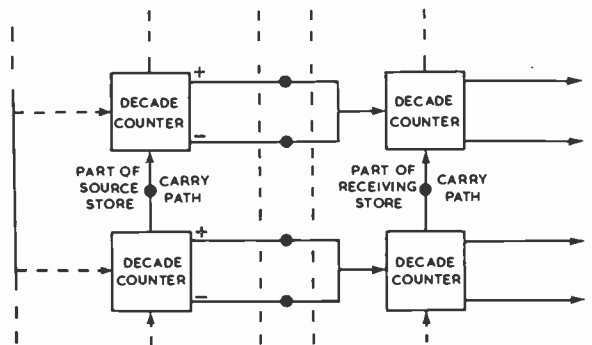 +
DECADE
COUNTER
−
DECADE
COUNTER
PART OF
SOURCE
STORE
CARRY
PATH
PART OF
RECEIVING
STORE
CARRY
PATH
+
DECADE
COUNTER
−
DECADE
COUNTER